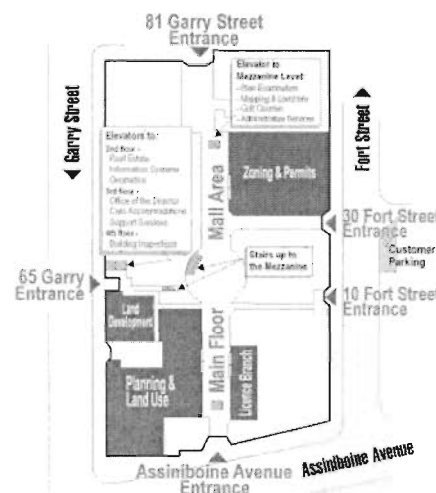 81 Garry Street
Entrance
Elevator to
Mezzanine Level:
– Plan Examination
– Administrative Services
Garry Street
Fort Street
Elevators to:
2nd floor -
Real Estate
Information Systems
Geomatics
3rd floor -
Office of the Director
Civic Accommodations
Support Services
4th floor -
Building Inspections
Zoning & Permits
Mall Area
30 Fort Street
Entrance
Customer
Parking
Stairs up to
the Mezzanine
65 Garry
Entrance
10 Fort Street
Entrance
Land
Development
Planning &
Land Use
Main Floor
Licence Branch
Assiniboine Avenue
Entrance
Assiniboine Avenue